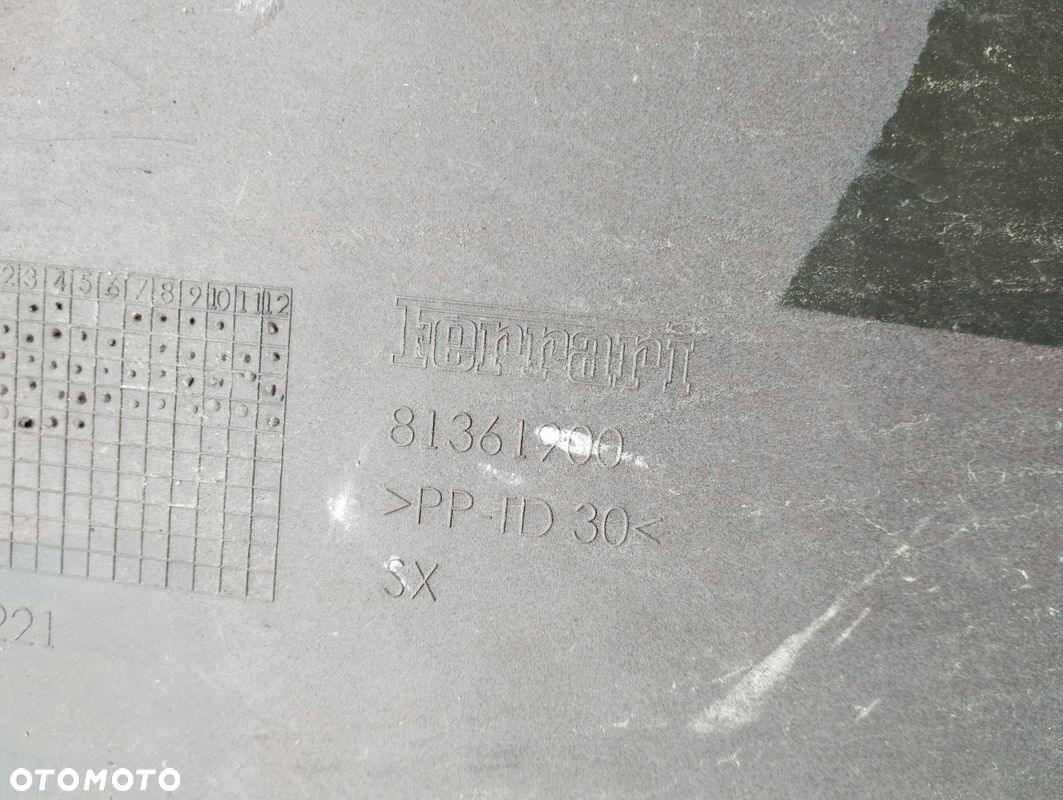 2 3 4 5 6 7 8 9 10 11 12
Ferrari
81361900
>PP-TD 30<
SX
221
OTOMOTO